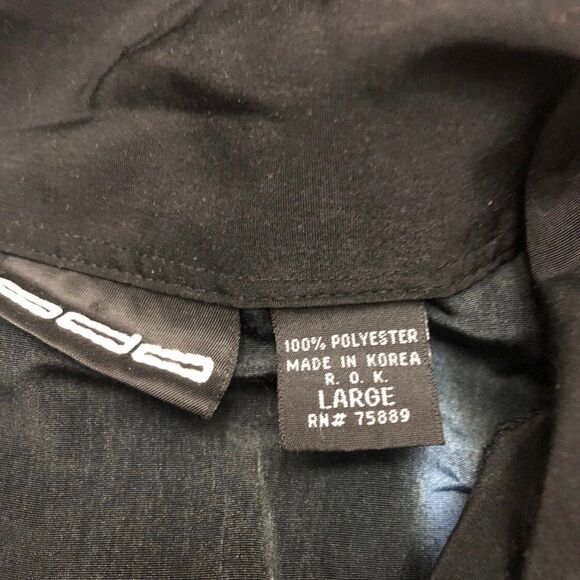 100% POLYESTER
MADE IN KOREA
R. O. K.
LARGE
RN# 75889